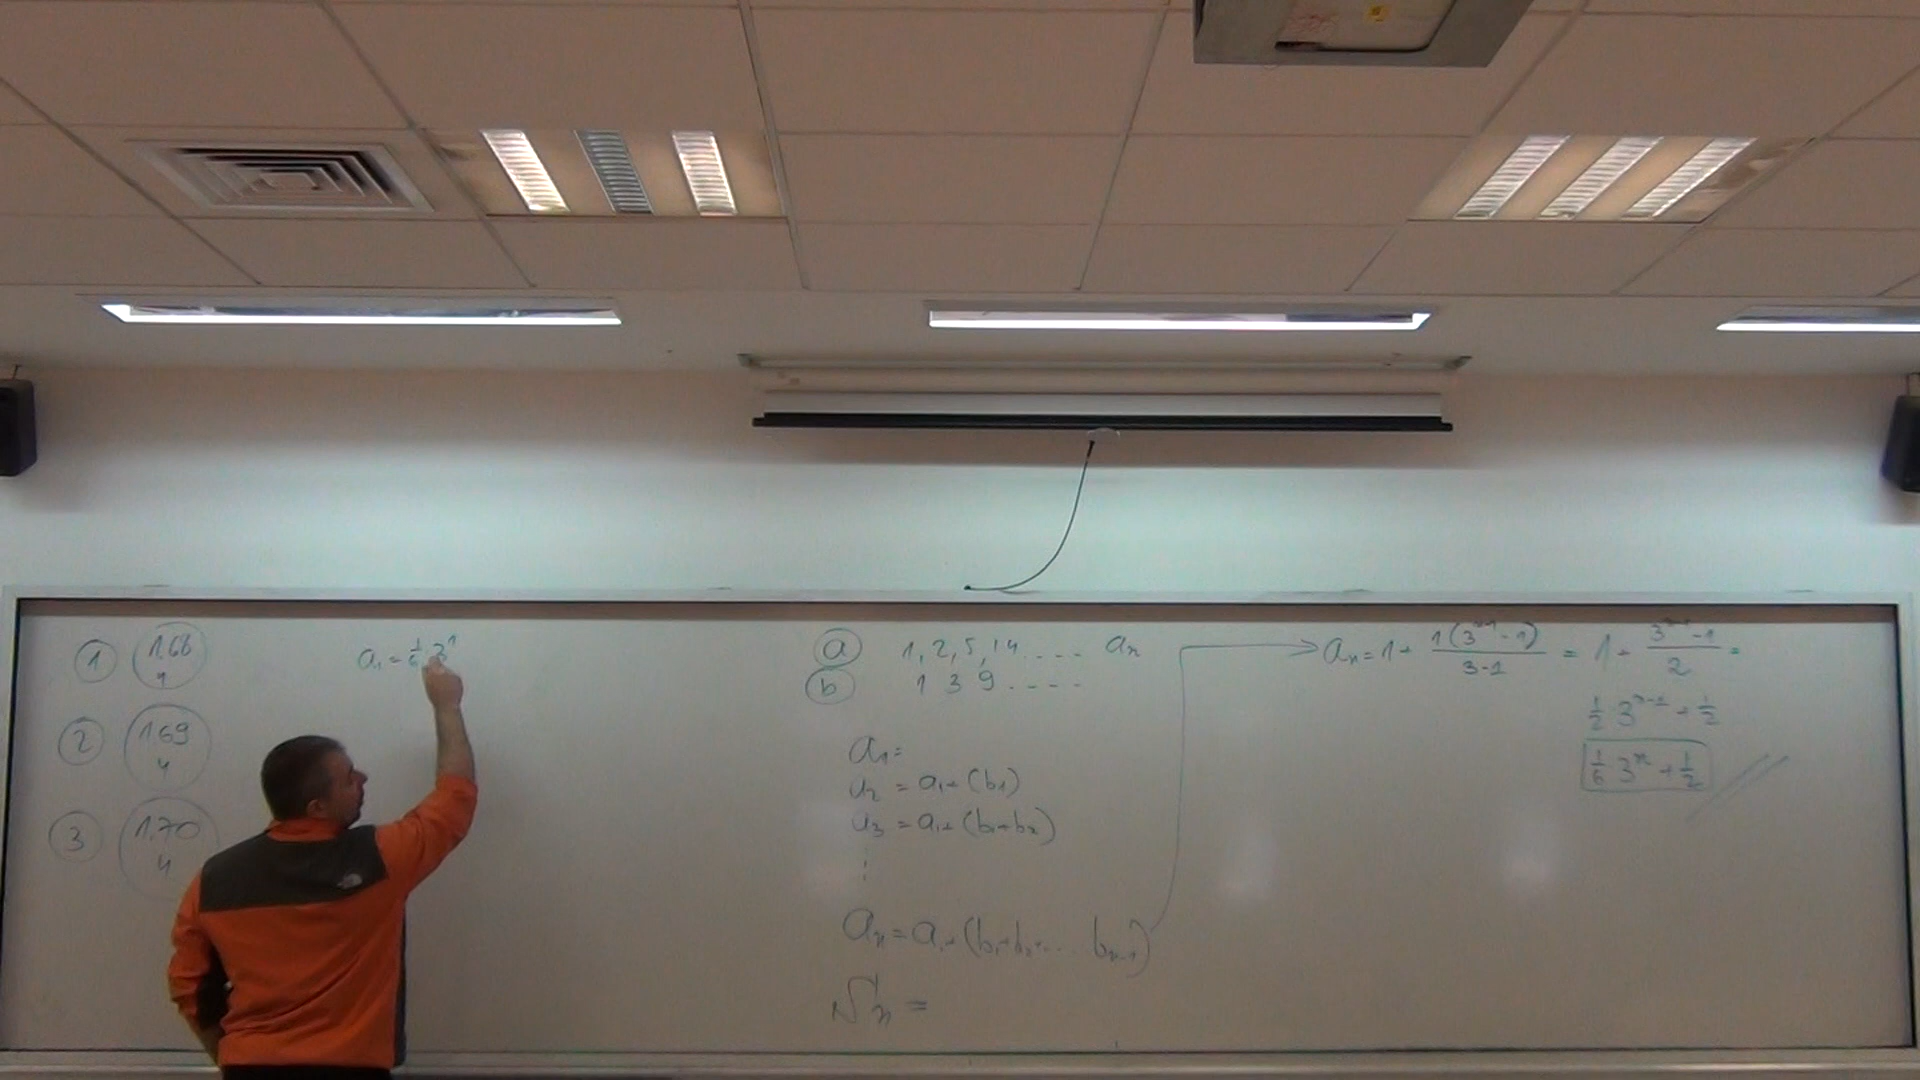 1 1.68
4
2 1.69
4
3 1.70
4
a₁ = 1/6 · 3¹
a 1, 2, 5, 14.... aₙ
b 1 3 9 ....
a₁=
a₂ = a₁+(b₁)
a₃ = a₁+(b₁+b₂)
⋮
aₙ = a₁+(b₁+b₂+... bₙ₋₁)
Sₙ =
aₙ = 1 + 1(3ⁿ⁻¹ - 1)/(3-1) = 1 + (3ⁿ⁻¹ - 1)/2 =
1/2 · 3ⁿ⁻¹ + 1/2
1/6 · 3ⁿ + 1/2